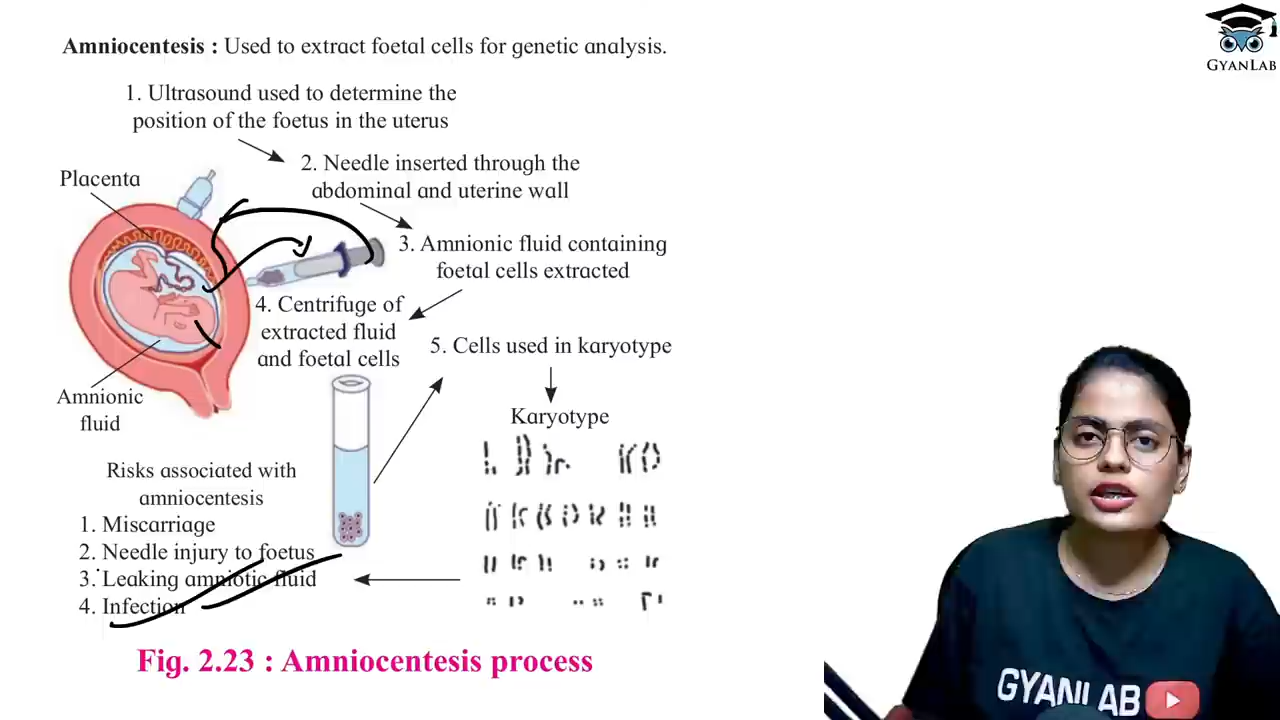 Amniocentesis : Used to extract foetal cells for genetic analysis.
GYANLAB
1. Ultrasound used to determine the
position of the foetus in the uterus
2. Needle inserted through the
abdominal and uterine wall
Placenta
3. Amnionic fluid containing
foetal cells extracted
4. Centrifuge of
extracted fluid
and foetal cells
5. Cells used in karyotype
Amnionic
fluid
Karyotype
Risks associated with
amniocentesis
1. Miscarriage
2. Needle injury to foetus
3. Leaking amniotic fluid
4. Infection
Fig. 2.23 : Amniocentesis process
GYANLAB